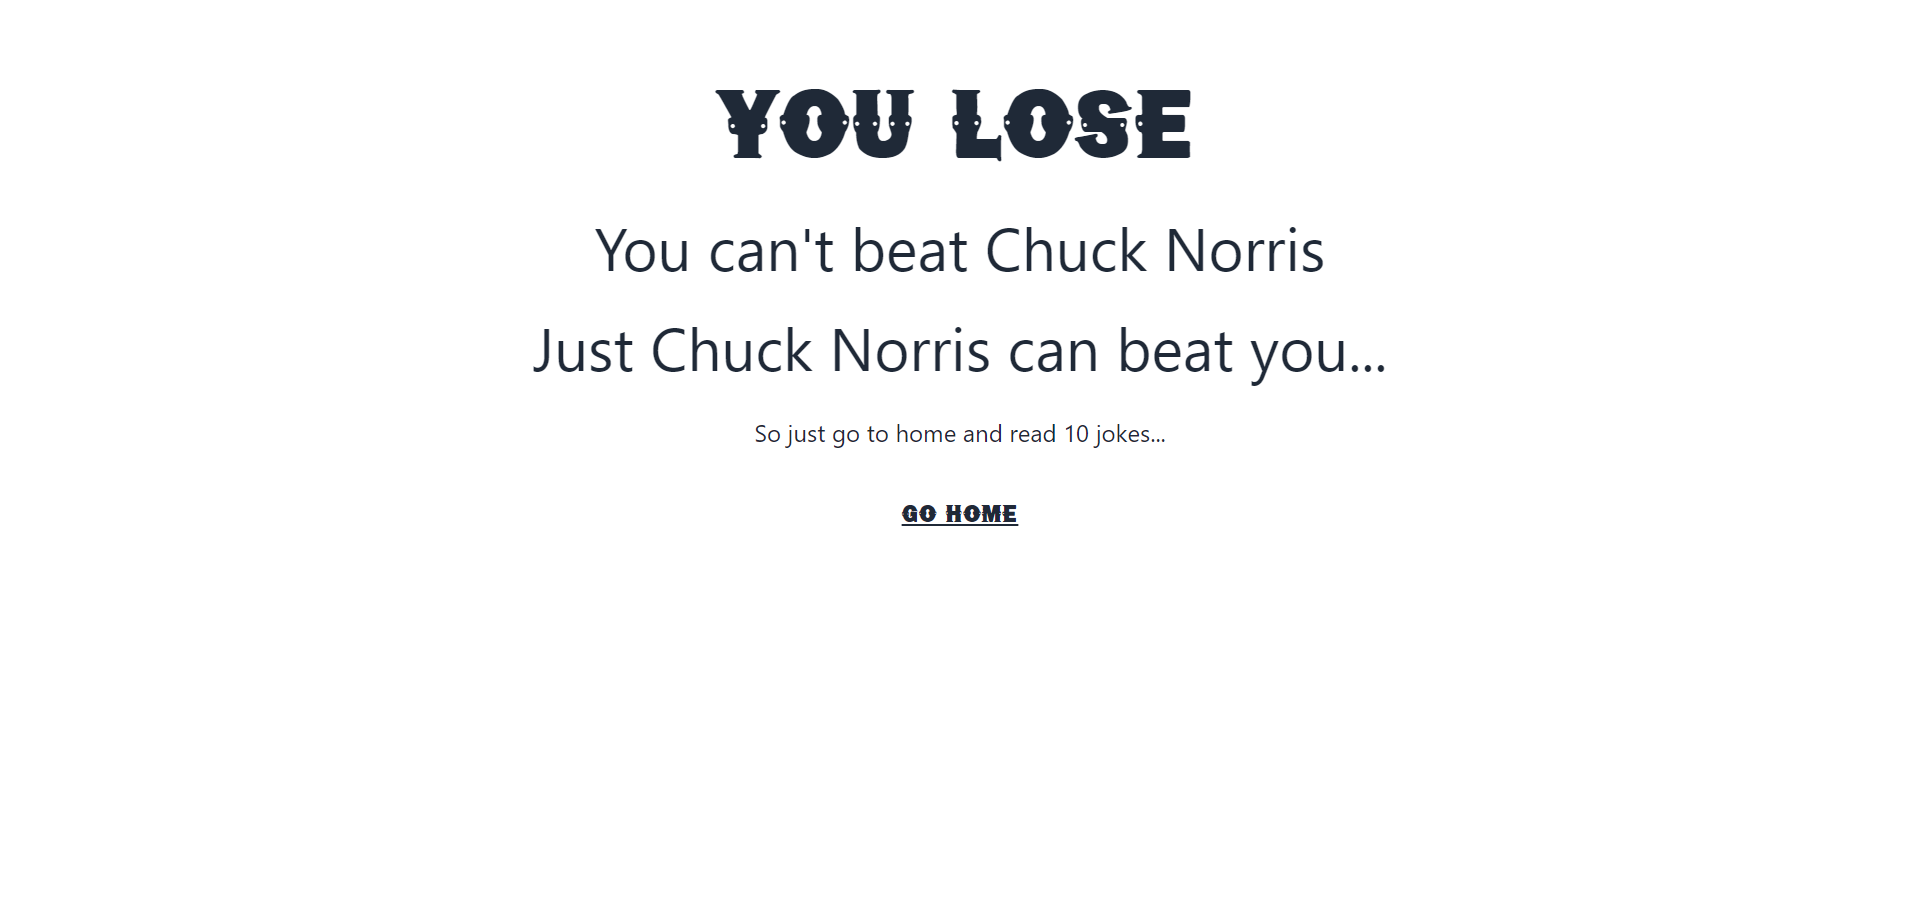 YOU LOSE
You can't beat Chuck Norris
Just Chuck Norris can beat you...
So just go to home and read 10 jokes...
GO HOME